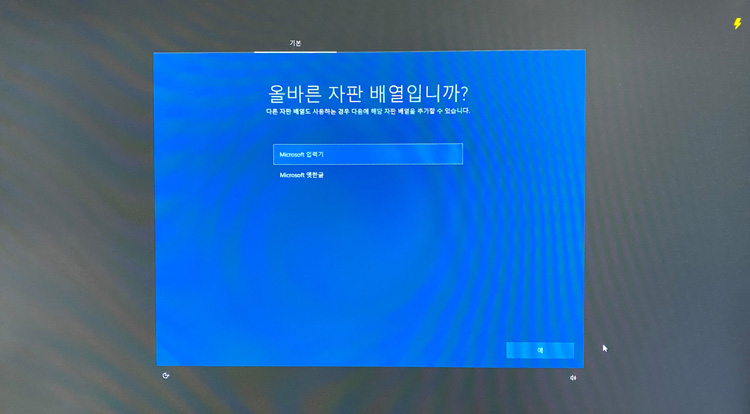 기본
올바른 자판 배열입니까?
다른 자판 배열도 사용하는 경우 다음에 해당 자판 배열을 추가할 수 있습니다.
Microsoft 입력기
Microsoft 옛한글
예